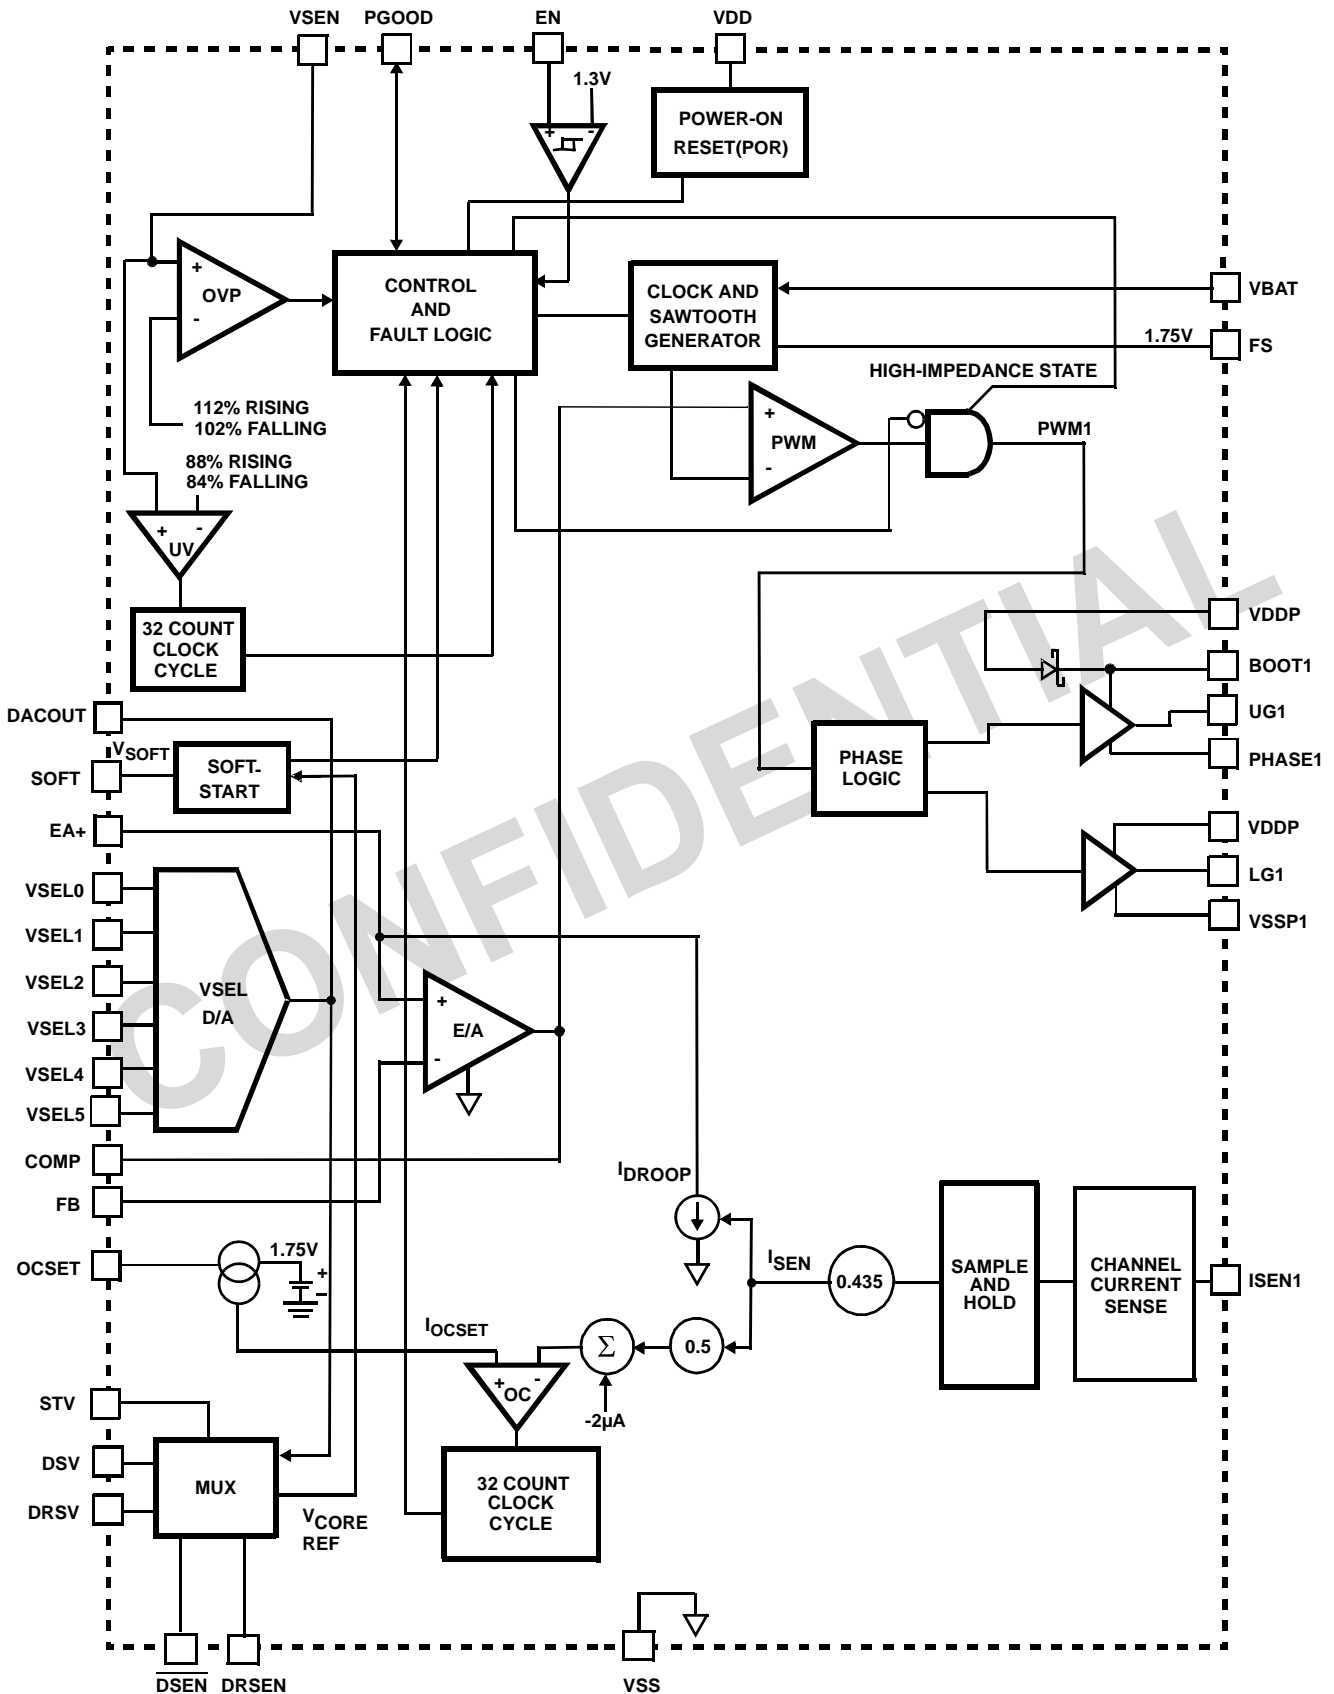 VSEN PGOOD EN VDD
1.3V
+ -
POWER-ON
RESET(POR)
+
OVP
-
CONTROL
AND
FAULT LOGIC
CLOCK AND
SAWTOOTH
GENERATOR
VBAT
1.75V FS
HIGH-IMPEDANCE STATE
112% RISING
102% FALLING
+
PWM
-
PWM1
88% RISING
84% FALLING
+ -
UV
32 COUNT
CLOCK
CYCLE
VDDP
BOOT1
UG1
PHASE1
DACOUT
VSOFT
SOFT
SOFT-
START
PHASE
LOGIC
EA+
VDDP
LG1
VSSP1
VSEL0
VSEL1
VSEL2
VSEL3
VSEL4
VSEL5
VSEL
D/A
+
E/A
-
COMP
FB
IDROOP
OCSET
1.75V
+
-
ISEN
0.435
SAMPLE
AND
HOLD
CHANNEL
CURRENT
SENSE
ISEN1
IOCSET
Σ
0.5
+ -
OC
-2µA
STV
DSV
DRSV
MUX
VCORE
REF
32 COUNT
CLOCK
CYCLE
DSEN DRSEN
VSS
CONFIDENTIAL